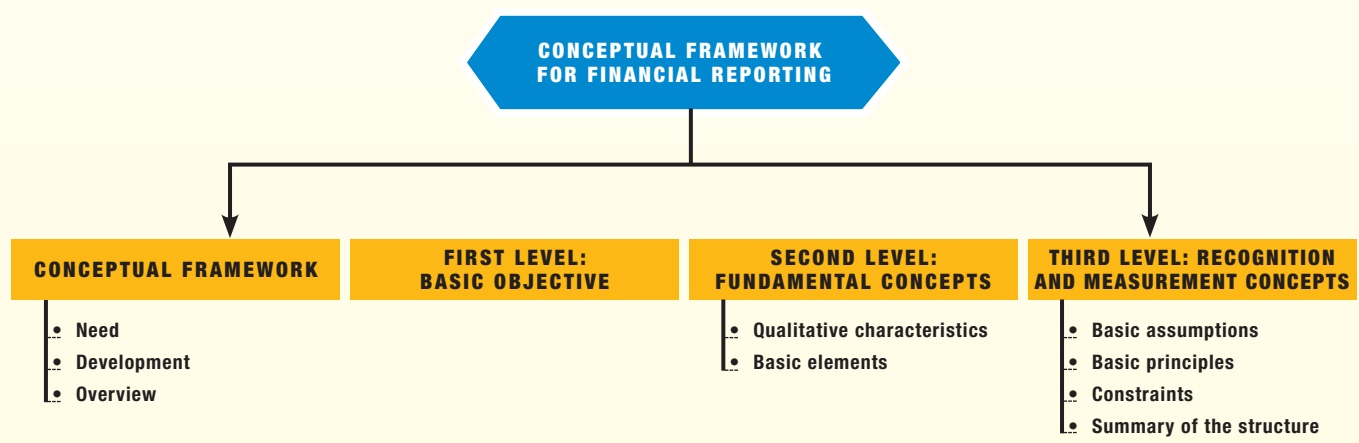 CONCEPTUAL FRAMEWORK
FOR FINANCIAL REPORTING
CONCEPTUAL FRAMEWORK
• Need
• Development
• Overview
FIRST LEVEL:
BASIC OBJECTIVE
SECOND LEVEL:
FUNDAMENTAL CONCEPTS
• Qualitative characteristics
• Basic elements
THIRD LEVEL: RECOGNITION
AND MEASUREMENT CONCEPTS
• Basic assumptions
• Basic principles
• Constraints
• Summary of the structure